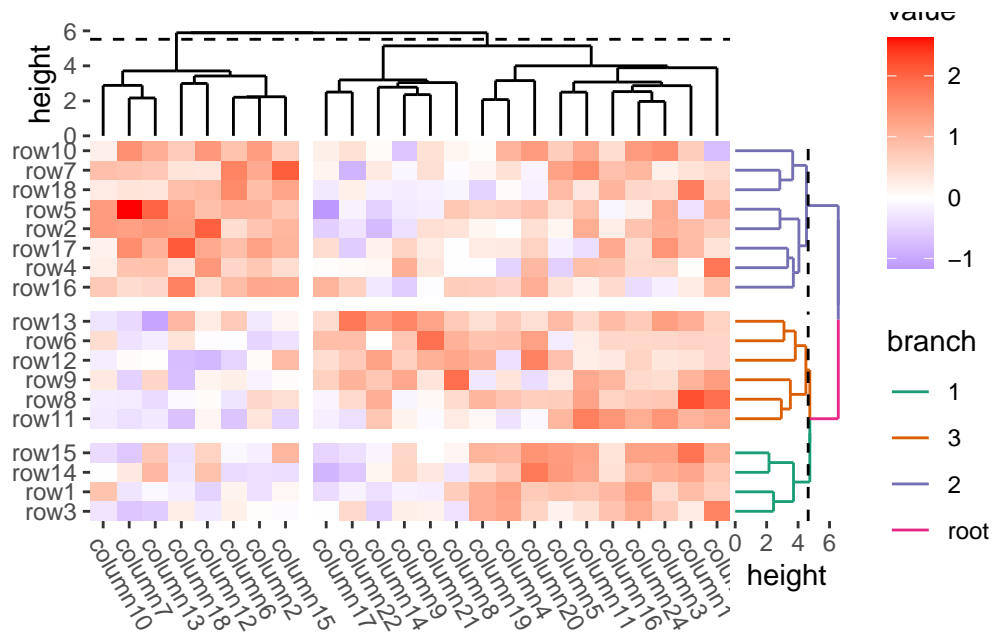 value
6
4
2
0
height
row10
row7
row18
row5
row2
row17
row4
row16
row13
row6
row12
row9
row8
row11
row15
row14
row1
row3
column10
column7
column13
column18
column12
column6
column2
column15
column17
column22
column14
column9
column21
column8
column19
column4
column20
column5
column11
column16
column24
column3
0 2 4 6
height
2
1
0
−1
branch
1
3
2
root